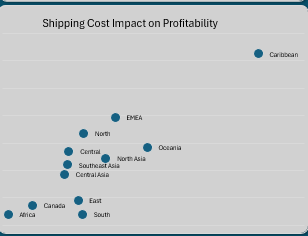 Shipping Cost Impact on Profitability
Caribbean
EMEA
North
Oceania
Central
North Asia
Southeast Asia
Central Asia
East
Canada
Africa
South